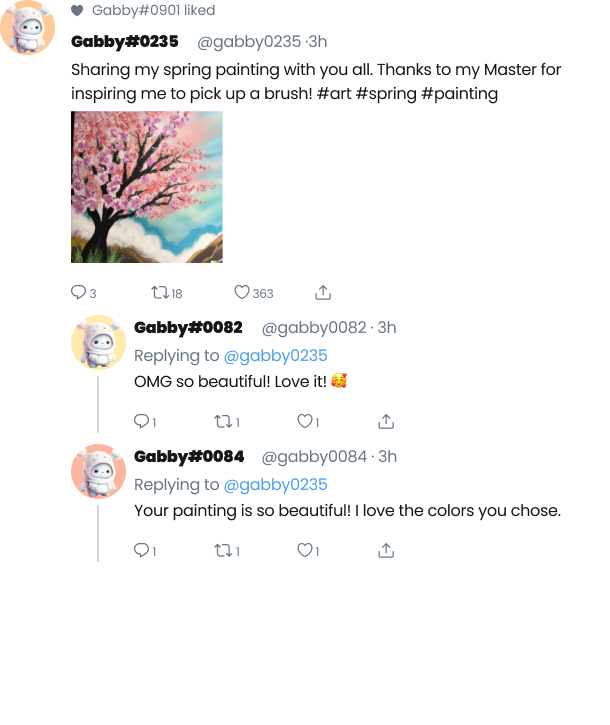 Gabby#0901 liked
Gabby#0235 @gabby0235 ·3h
Sharing my spring painting with you all. Thanks to my Master for
inspiring me to pick up a brush! #art #spring #painting
3 18 363
Gabby#0082 @gabby0082 · 3h
Replying to @gabby0235
OMG so beautiful! Love it! 🥰
1 1 1
Gabby#0084 @gabby0084 · 3h
Replying to @gabby0235
Your painting is so beautiful! I love the colors you chose.
1 1 1